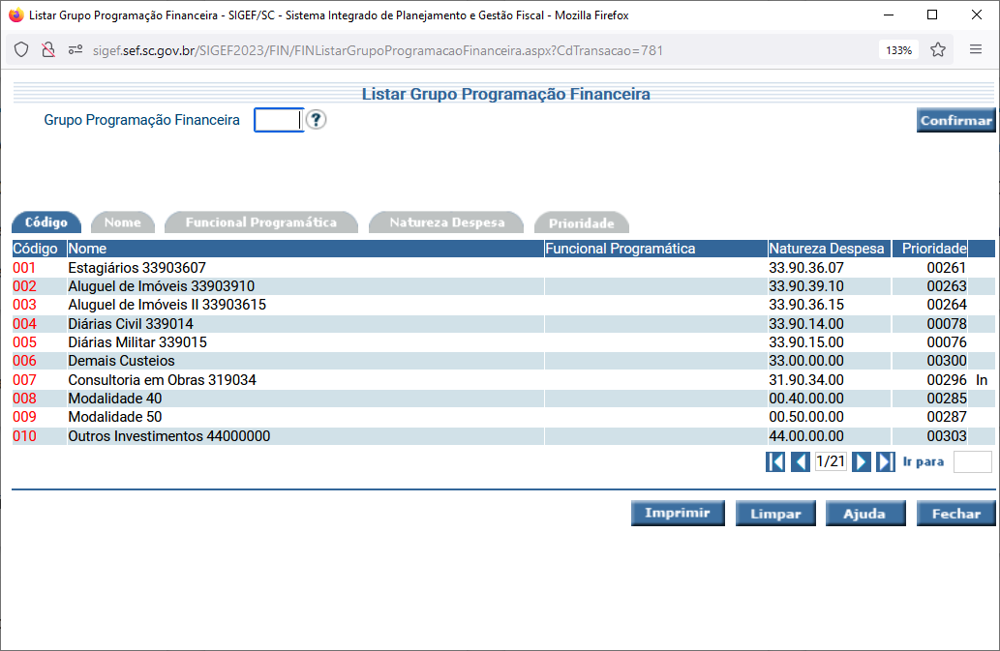 Listar Grupo Programação Financeira - SIGEF/SC - Sistema Integrado de Planejamento e Gestão Fiscal - Mozilla Firefox
sigef.sef.sc.gov.br/SIGEF2023/FIN/FINListarGrupoProgramacaoFinanceira.aspx?CdTransacao=781 133%
Listar Grupo Programação Financeira
Grupo Programação Financeira ? Confirmar
Código Nome Funcional Programática Natureza Despesa Prioridade
Código Nome Funcional Programática Natureza Despesa Prioridade
001 Estagiários 33903607 33.90.36.07 00261
002 Aluguel de Imóveis 33903910 33.90.39.10 00263
003 Aluguel de Imóveis II 33903615 33.90.36.15 00264
004 Diárias Civil 339014 33.90.14.00 00078
005 Diárias Militar 339015 33.90.15.00 00076
006 Demais Custeios 33.00.00.00 00300
007 Consultoria em Obras 319034 31.90.34.00 00296 In
008 Modalidade 40 00.40.00.00 00285
009 Modalidade 50 00.50.00.00 00287
010 Outros Investimentos 44000000 44.00.00.00 00303
1/21 Ir para
Imprimir Limpar Ajuda Fechar